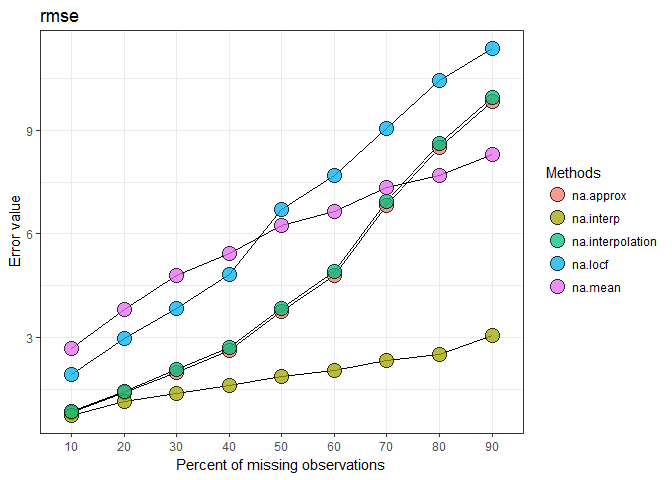 rmse
Error value
9
6
3
10 20 30 40 50 60 70 80 90
Percent of missing observations
Methods
na.approx
na.interp
na.interpolation
na.locf
na.mean